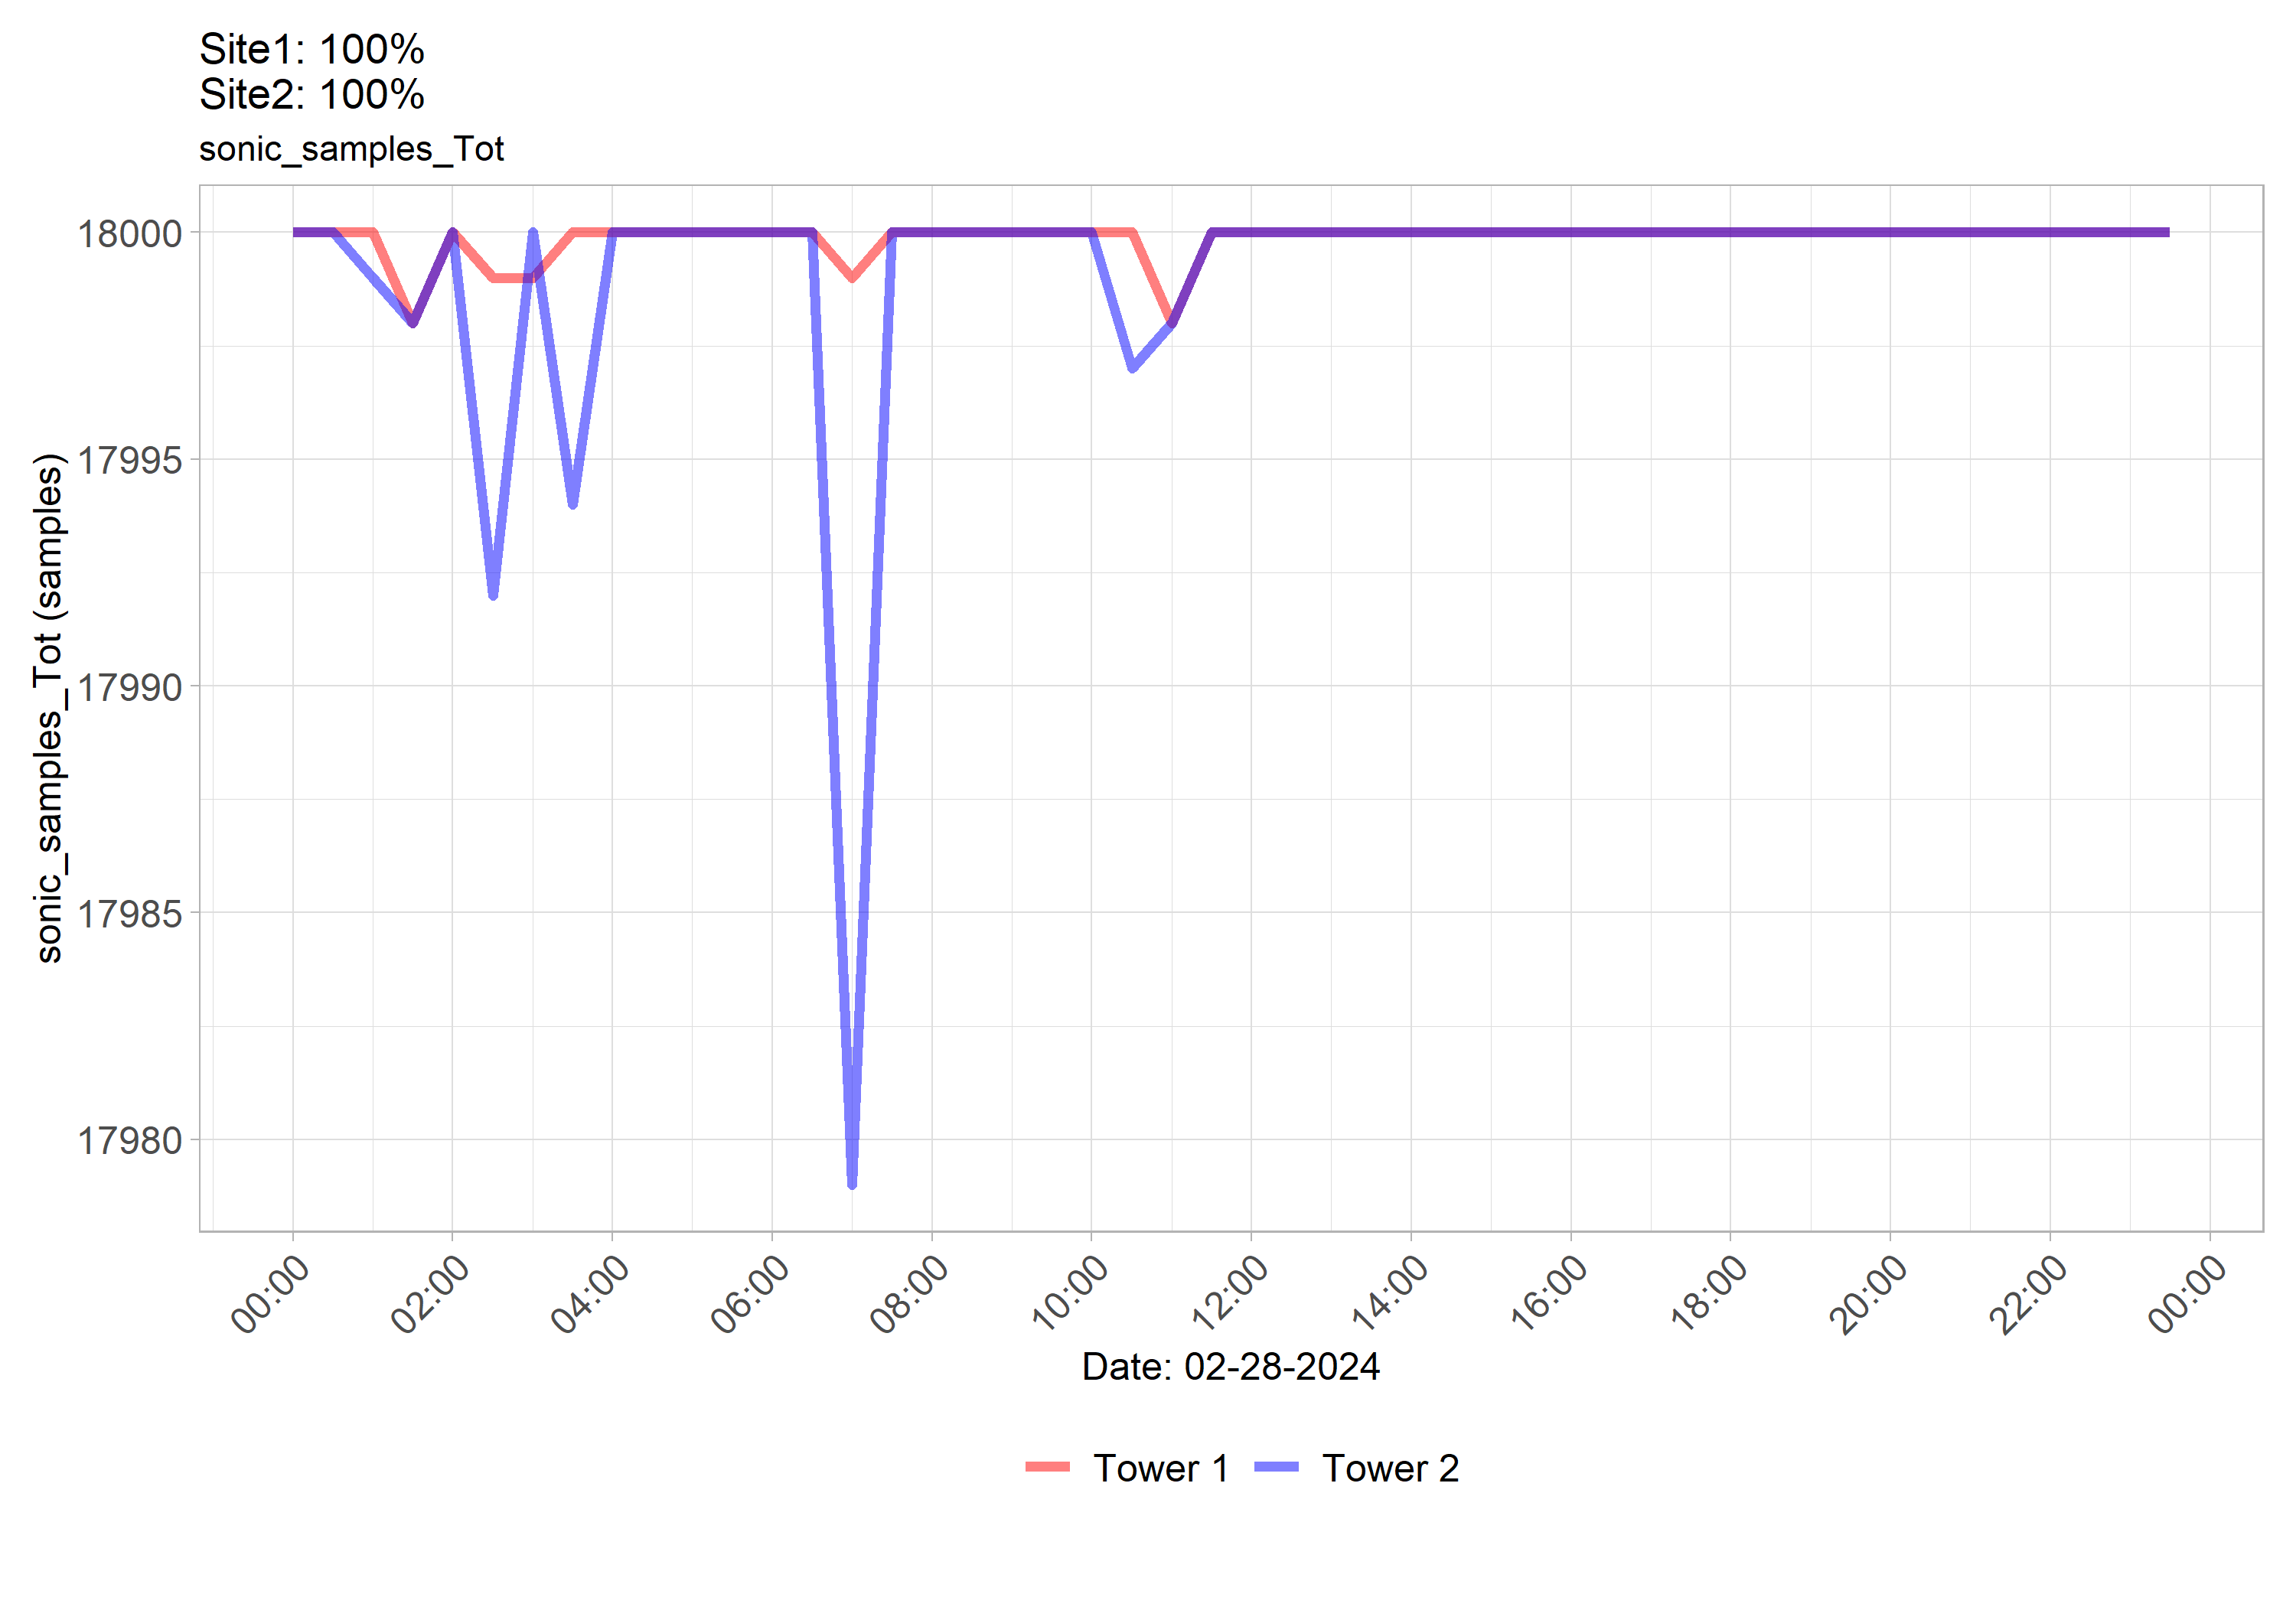 Site1: 100%
Site2: 100%
sonic_samples_Tot
sonic_samples_Tot (samples)
18000
17995
17990
17985
17980
00:00 02:00 04:00 06:00 08:00 10:00 12:00 14:00 16:00 18:00 20:00 22:00 00:00
Date: 02-28-2024
Tower 1 Tower 2